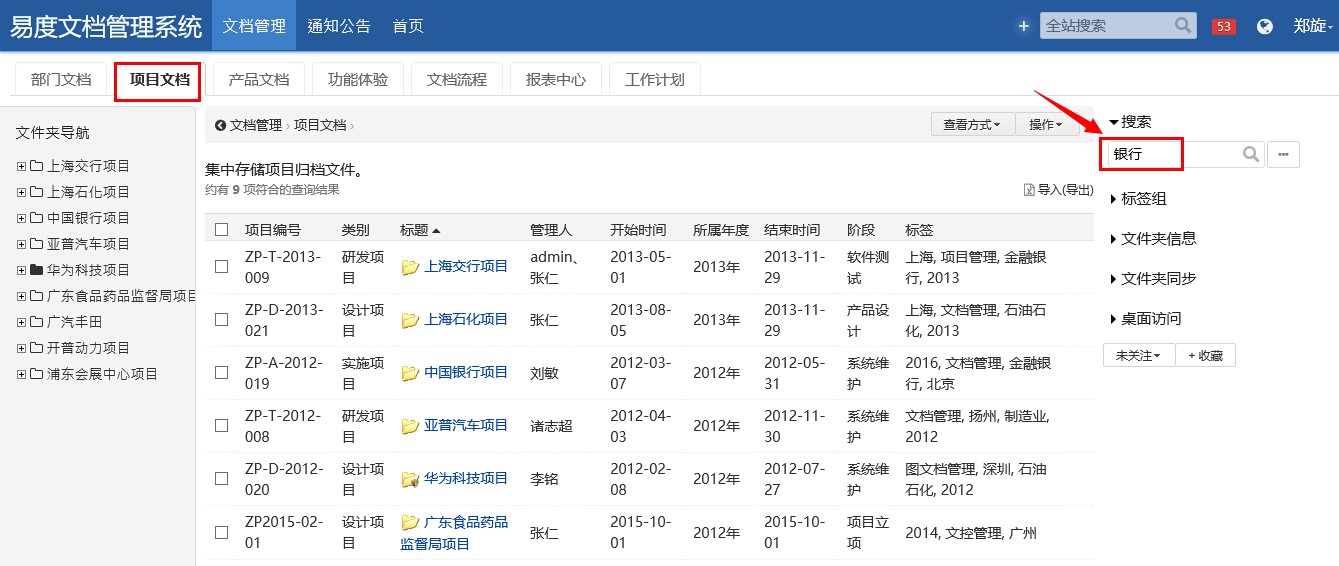 易度文档管理系统 文档管理 通知公告 首页 + 全站搜索 53 郑旋
部门文档 项目文档 产品文档 功能体验 文档流程 报表中心 工作计划
文件夹导航
上海交行项目
上海石化项目
中国银行项目
亚普汽车项目
华为科技项目
广东食品药品监督局项目
广汽丰田
开普动力项目
浦东会展中心项目
文档管理 › 项目文档 ›
查看方式 操作
集中存储项目归档文件。
约有 9 项符合的查询结果
导入(导出)
项目编号 类别 标题 管理人 开始时间 所属年度 结束时间 阶段 标签
ZP-T-2013- 研发项 admin、 2013-05- 2013-11- 软件测 上海, 项目管理, 金融银
上海交行项目 2013年
009 目 张仁 01 29 试 行, 2013
ZP-D-2013- 设计项 2013-08- 2013-11- 产品设 上海, 文档管理, 石油石
上海石化项目 张仁 2013年
021 目 05 29 计 化, 2013
ZP-A-2012- 实施项 2012-03- 2012-05- 系统维 2016, 文档管理, 金融银
中国银行项目 刘敏 2012年
019 目 07 31 护 行, 北京
ZP-T-2012- 研发项 2012-04- 2012-11- 系统维 文档管理, 扬州, 制造业,
亚普汽车项目 诸志超 2012年
008 目 03 30 护 2012
ZP-D-2012- 设计项 2012-02- 2012-07- 系统维 图文档管理, 深圳, 石油
华为科技项目 李铭 2012年
020 目 08 27 护 石化, 2012
ZP2015-02- 设计项 广东食品药品 2015-10- 2015-10- 项目立
张仁 2012年 2014, 文控管理, 广州
01 目 监督局项目 01 01 项
搜索
银行 ...
标签组
文件夹信息
文件夹同步
桌面访问
未关注 + 收藏